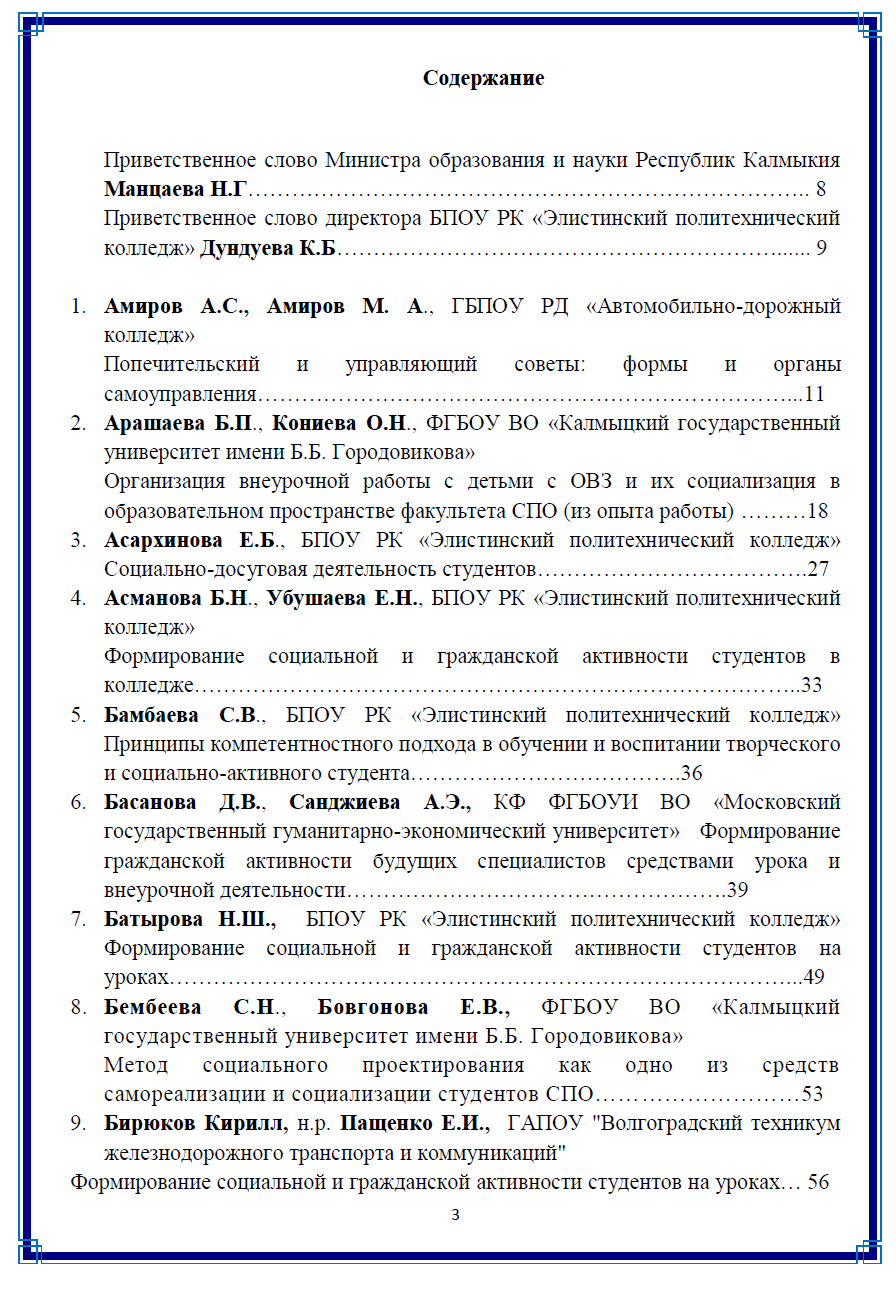 Содержание
Приветственное слово Министра образования и науки Республик Калмыкия
Манцаева Н.Г………………………………………………………………….. 8
Приветственное слово директора БПОУ РК «Элистинский политехнический
колледж» Дундуева К.Б……………………………………………………...... 9
1. Амиров А.С., Амиров М. А., ГБПОУ РД «Автомобильно-дорожный
колледж»
Попечительский и управляющий советы: формы и органы
самоуправления………………………………………………………………...11
2. Арашаева Б.П., Кониева О.Н., ФГБОУ ВО «Калмыцкий государственный
университет имени Б.Б. Городовикова»
Организация внеурочной работы с детьми с ОВЗ и их социализация в
образовательном пространстве факультета СПО (из опыта работы) ………18
3. Асархинова Е.Б., БПОУ РК «Элистинский политехнический колледж»
Социально-досуговая деятельность студентов……………………………….27
4. Асманова Б.Н., Убушаева Е.Н., БПОУ РК «Элистинский политехнический
колледж»
Формирование социальной и гражданской активности студентов в
колледже………………………………………………………………………..33
5. Бамбаева С.В., БПОУ РК «Элистинский политехнический колледж»
Принципы компетентностного подхода в обучении и воспитании творческого
и социально-активного студента……………………………….36
6. Басанова Д.В., Санджиева А.Э., КФ ФГБОУИ ВО «Московский
государственный гуманитарно-экономический университет» Формирование
гражданской активности будущих специалистов средствами урока и
внеурочной деятельности…………………………………………….39
7. Батырова Н.Ш., БПОУ РК «Элистинский политехнический колледж»
Формирование социальной и гражданской активности студентов на
уроках…………………………………………………………………………...49
8. Бембеева С.Н., Бовгонова Е.В., ФГБОУ ВО «Калмыцкий
государственный университет имени Б.Б. Городовикова»
Метод социального проектирования как одно из средств
самореализации и социализации студентов СПО………………………53
9. Бирюков Кирилл, н.р. Пащенко Е.И., ГАПОУ "Волгоградский техникум
железнодорожного транспорта и коммуникаций"
Формирование социальной и гражданской активности студентов на уроках… 56
3